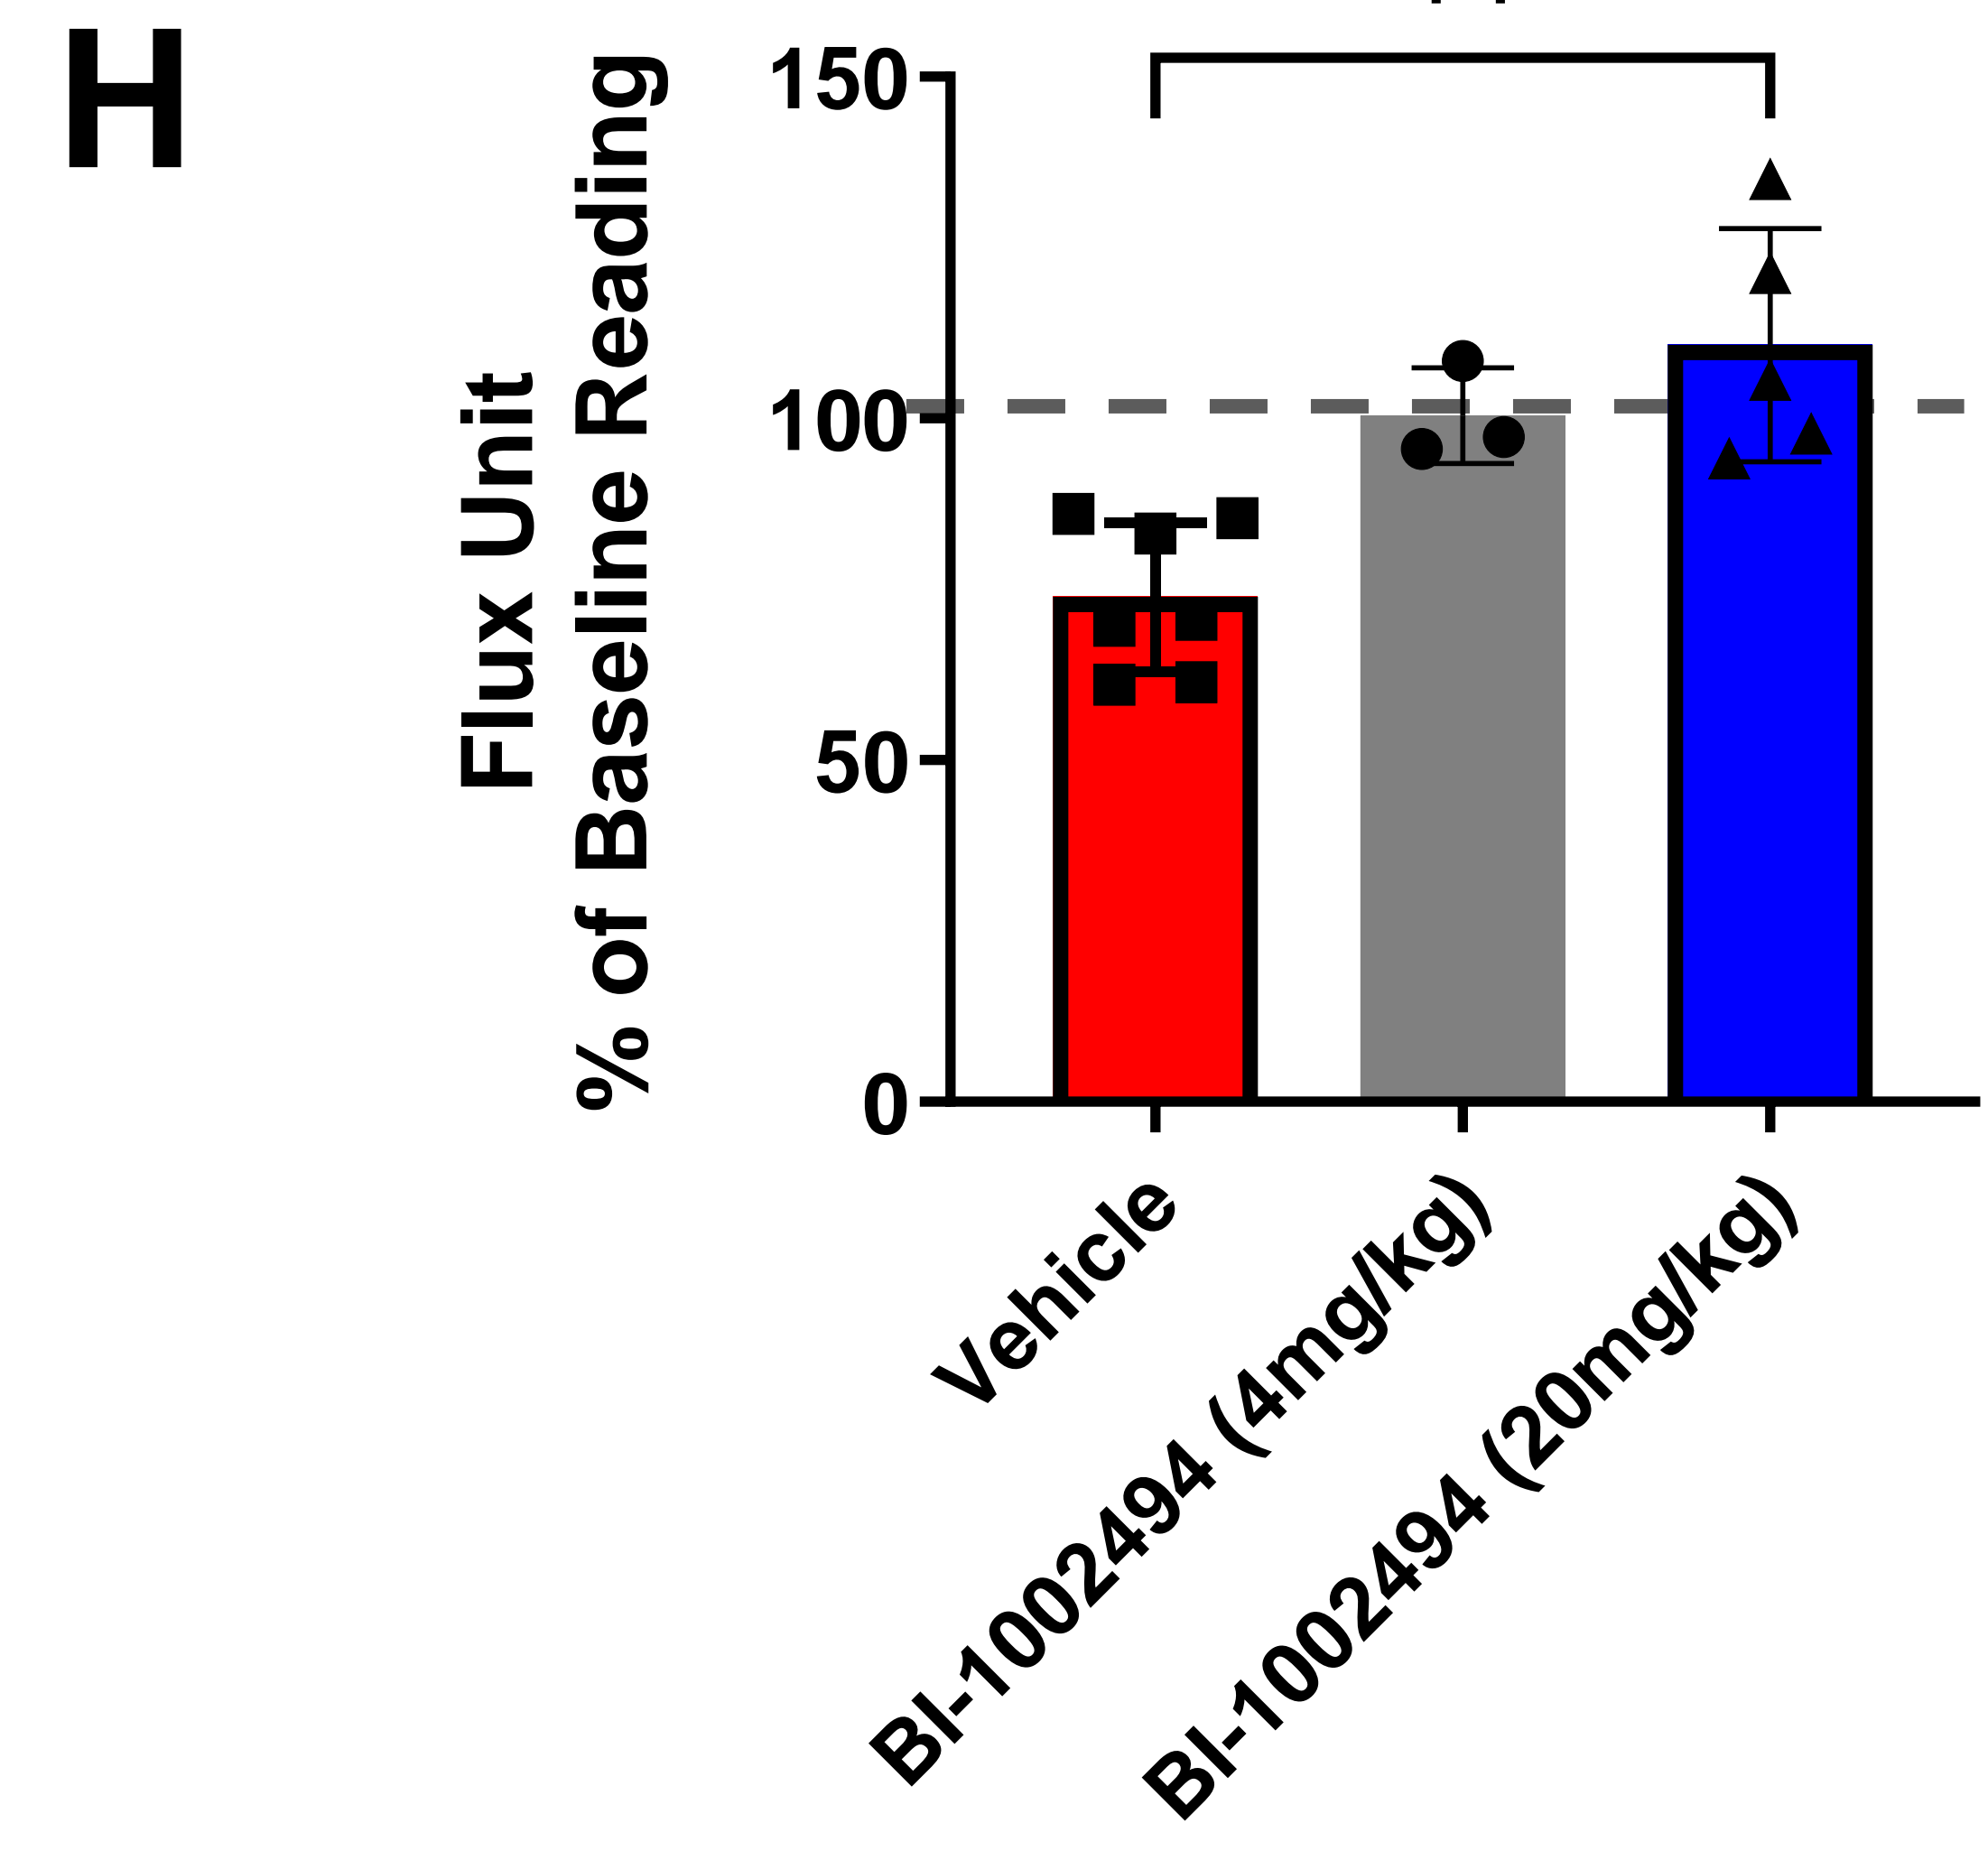 H
Flux Unit
% of Baseline Reading
150
100
50
0
Vehicle
BI-1002494 (4mg/kg)
BI-1002494 (20mg/kg)